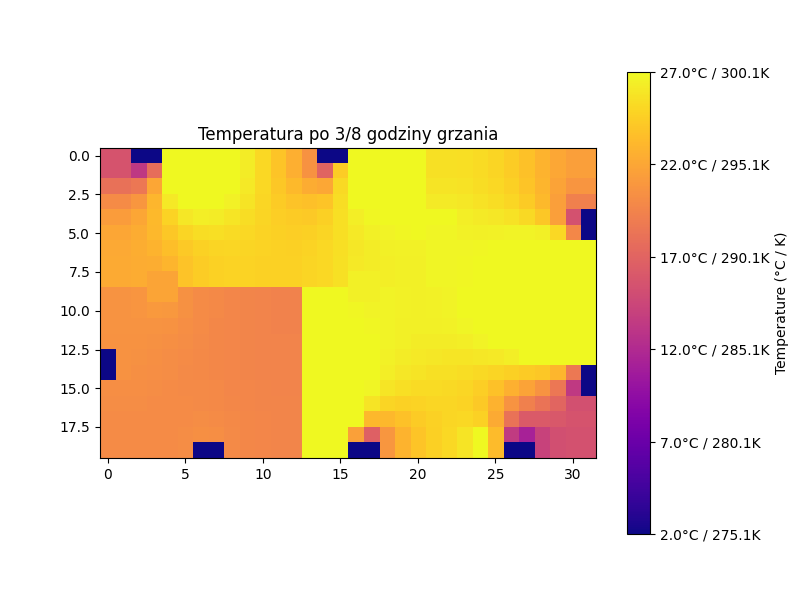 Temperatura po 3/8 godziny grzania
0.0
2.5
5.0
7.5
10.0
12.5
15.0
17.5
0 5 10 15 20 25 30
27.0°C / 300.1K
22.0°C / 295.1K
17.0°C / 290.1K
12.0°C / 285.1K
7.0°C / 280.1K
2.0°C / 275.1K
Temperature (°C / K)